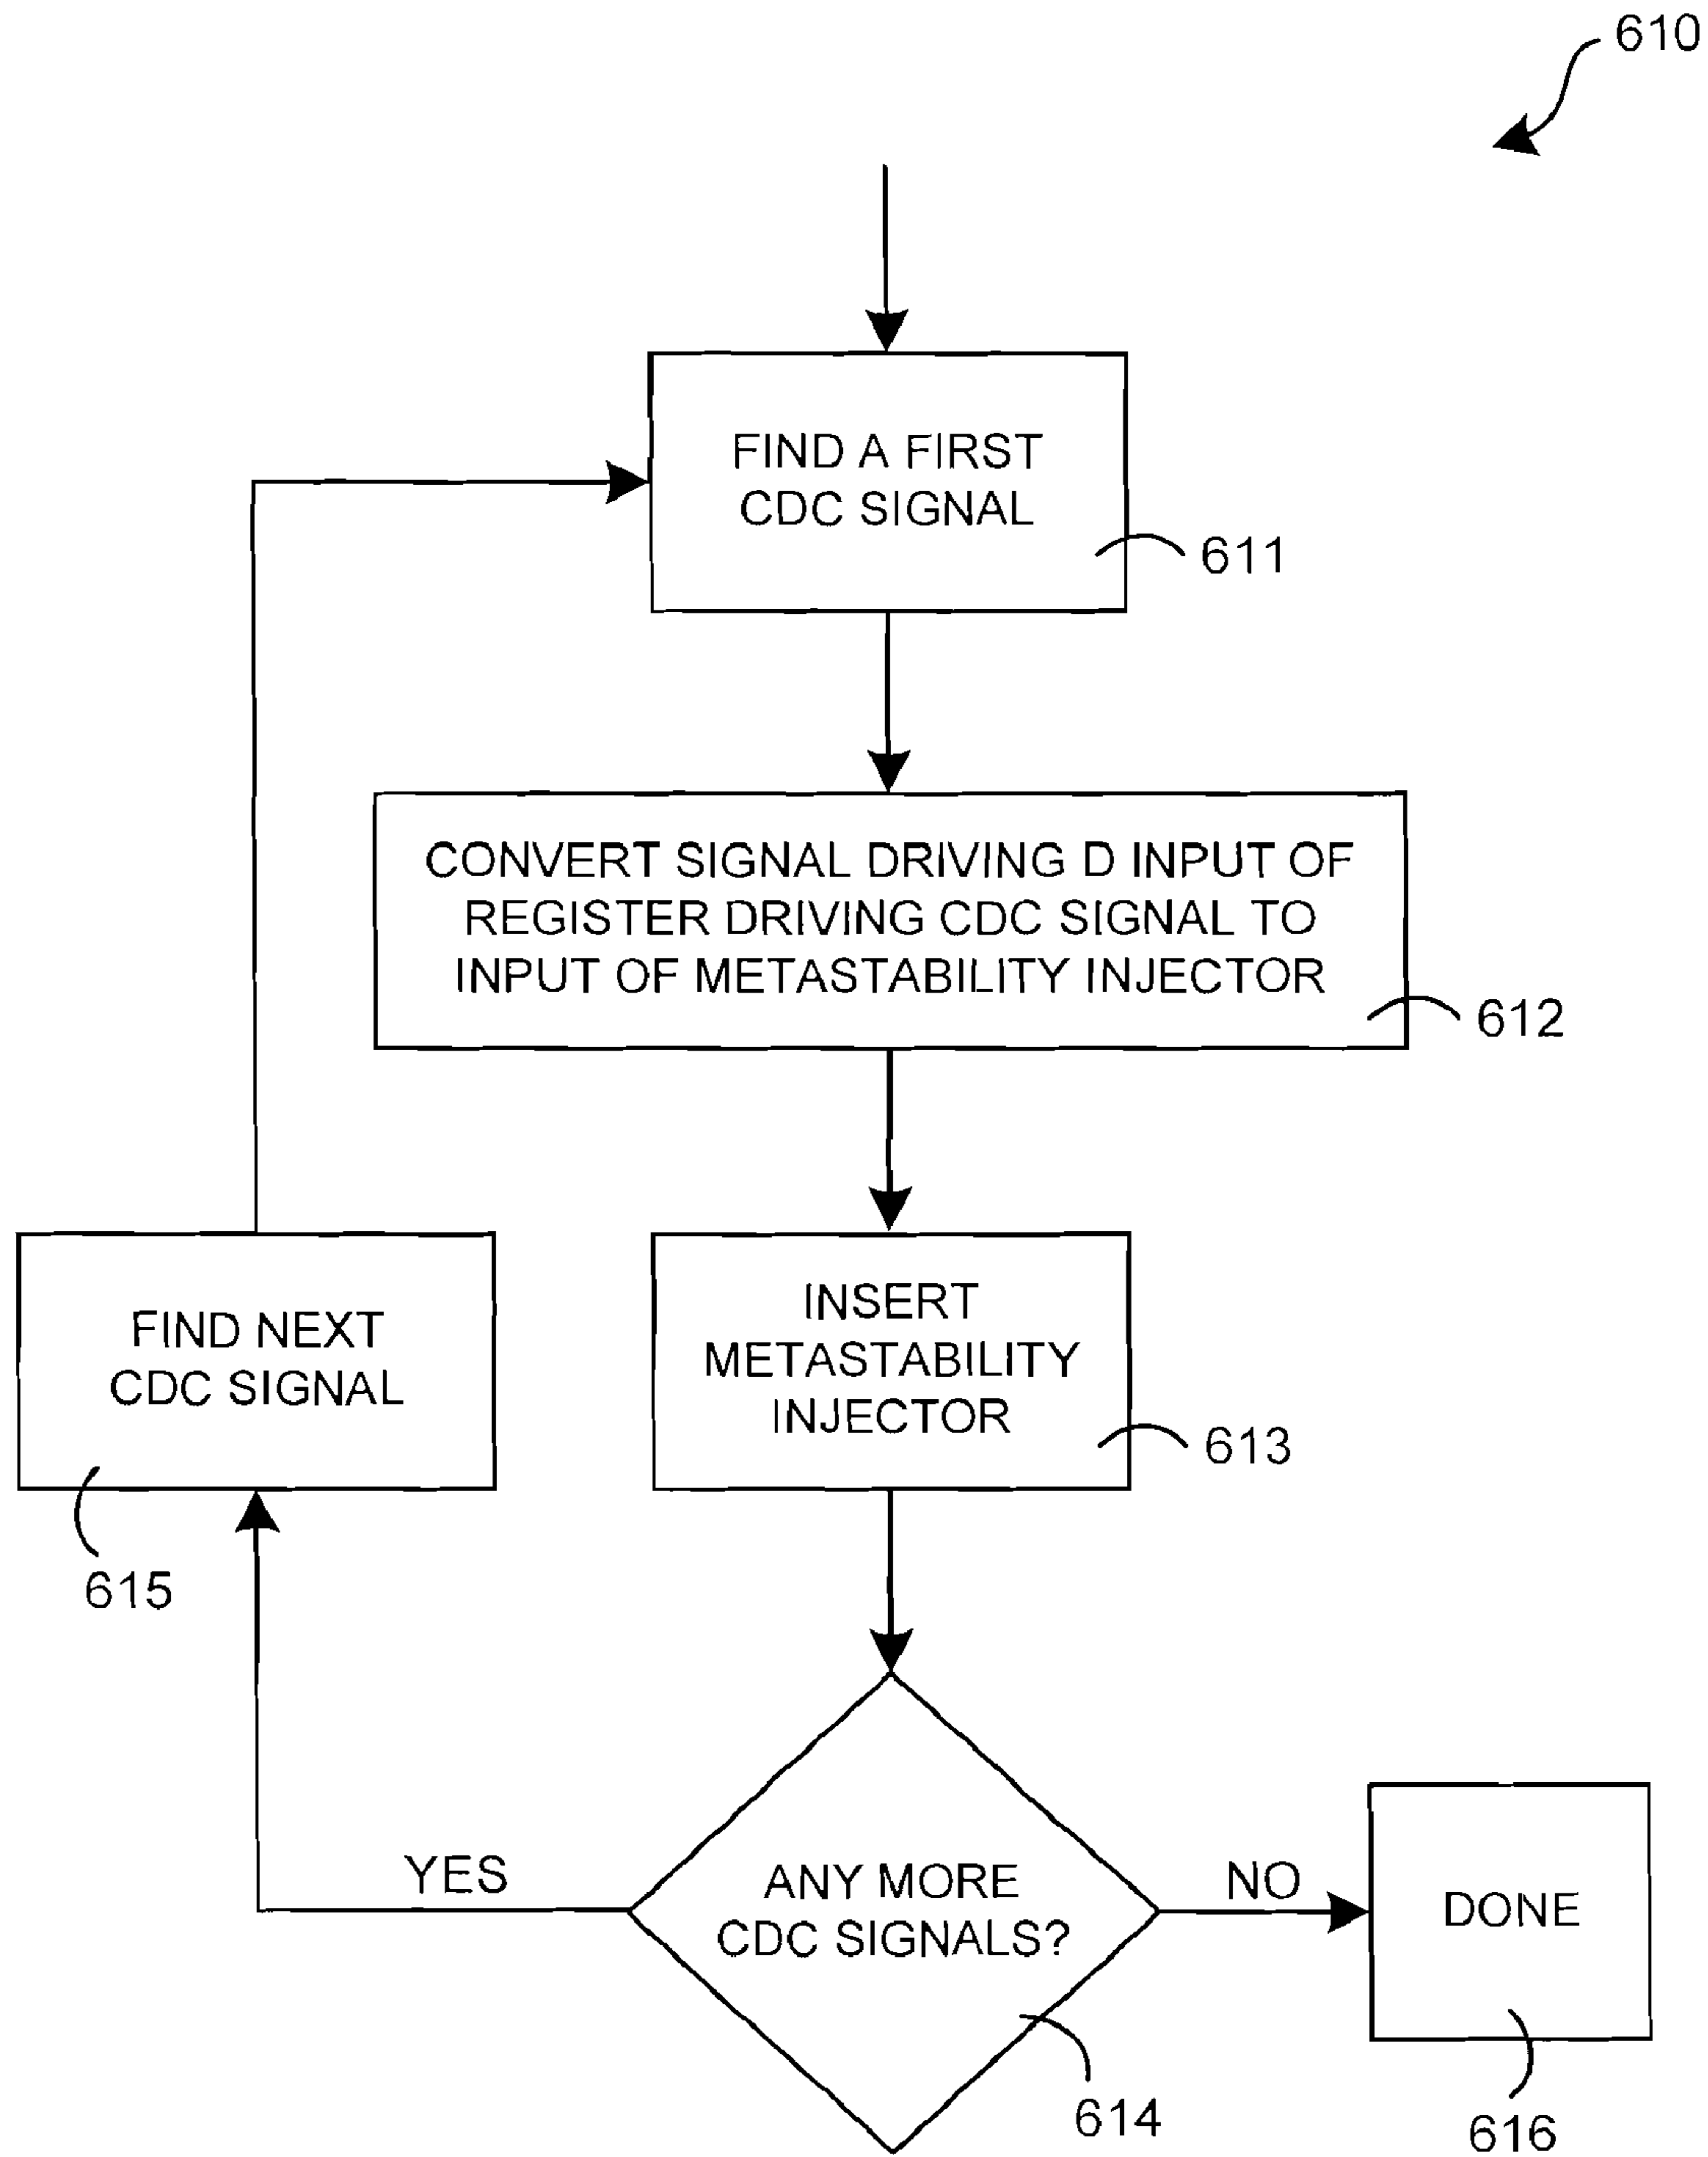 610
FIND A FIRST
CDC SIGNAL
611
CONVERT SIGNAL DRIVING D INPUT OF
REGISTER DRIVING CDC SIGNAL TO
INPUT OF METASTABILITY INJECTOR
612
INSERT
METASTABILITY
INJECTOR
613
FIND NEXT
CDC SIGNAL
615
YES
ANY MORE
CDC SIGNALS?
614
NO
DONE
616